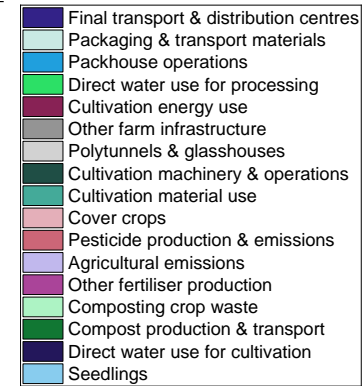 Final transport & distribution centres
Packaging & transport materials
Packhouse operations
Direct water use for processing
Cultivation energy use
Other farm infrastructure
Polytunnels & glasshouses
Cultivation machinery & operations
Cultivation material use
Cover crops
Pesticide production & emissions
Agricultural emissions
Other fertiliser production
Composting crop waste
Compost production & transport
Direct water use for cultivation
Seedlings